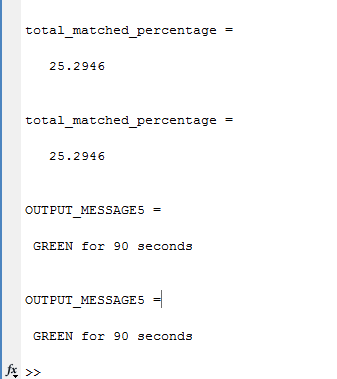 total_matched_percentage =
25.2946
total_matched_percentage =
25.2946
OUTPUT_MESSAGE5 =
GREEN for 90 seconds
OUTPUT_MESSAGE5 =
GREEN for 90 seconds
fx >>